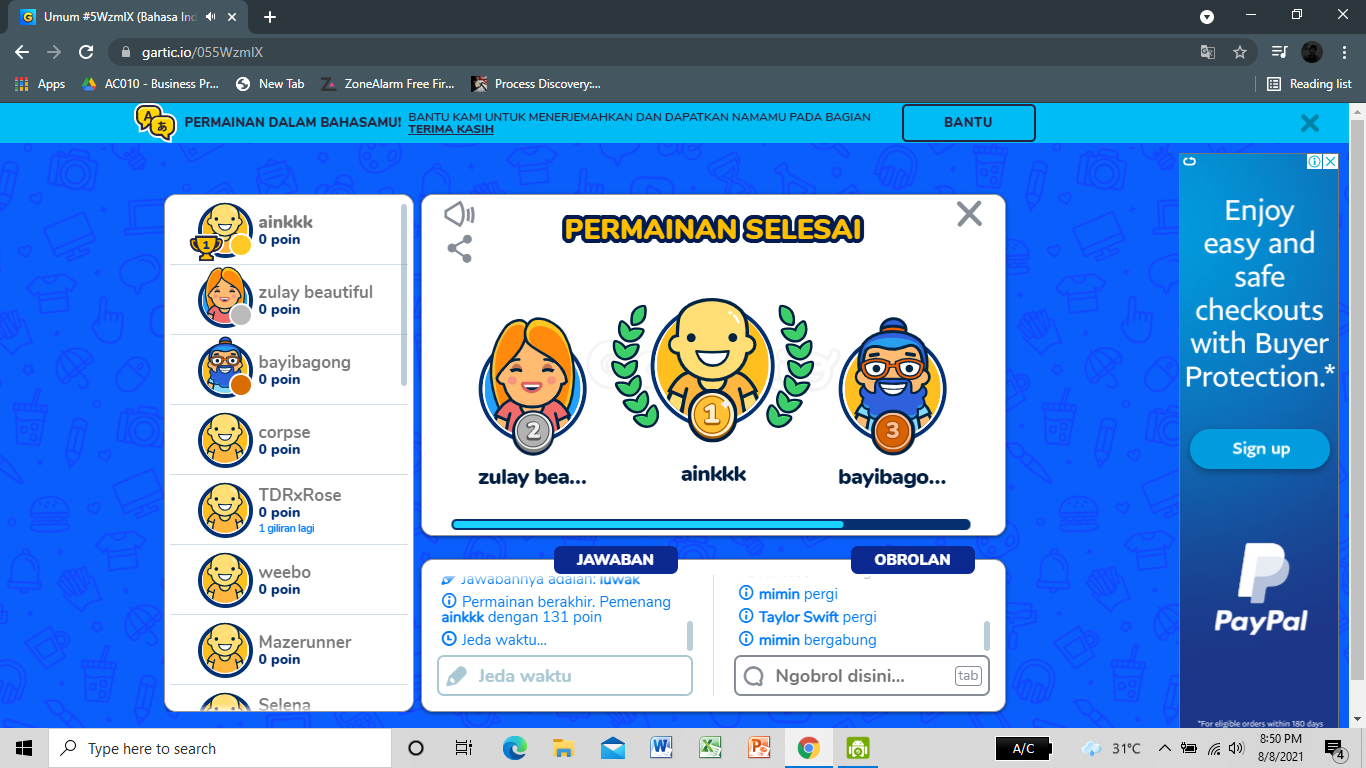 Umum #5WzmlX (Bahasa Ind
gartic.io/055WzmlX
Apps
AC010 - Business Pr...
New Tab
ZoneAlarm Free Fir...
Process Discovery:...
Reading list
PERMAINAN DALAM BAHASAMU!
BANTU KAMI UNTUK MENERJEMAHKAN DAN DAPATKAN NAMAMU PADA BAGIAN
TERIMA KASIH
BANTU
ainkkk
0 poin
zulay beautiful
0 poin
bayibagong
0 poin
corpse
0 poin
TDRxRose
0 poin
1 giliran lagi
weebo
0 poin
Mazerunner
0 poin
Selena
PERMAINAN SELESAI
2
1
3
zulay bea...
ainkkk
bayibago...
JAWABAN
Jawabannya adalah: luwak
Permainan berakhir. Pemenang
ainkkk dengan 131 poin
Jeda waktu...
Jeda waktu
OBROLAN
mimin pergi
Taylor Swift pergi
mimin bergabung
Ngobrol disini...
tab
Enjoy
easy and
safe
checkouts
with Buyer
Protection.*
Sign up
PayPal
*For eligible orders within 180 days
Type here to search
A/C
31°C
8:50 PM
8/8/2021
4